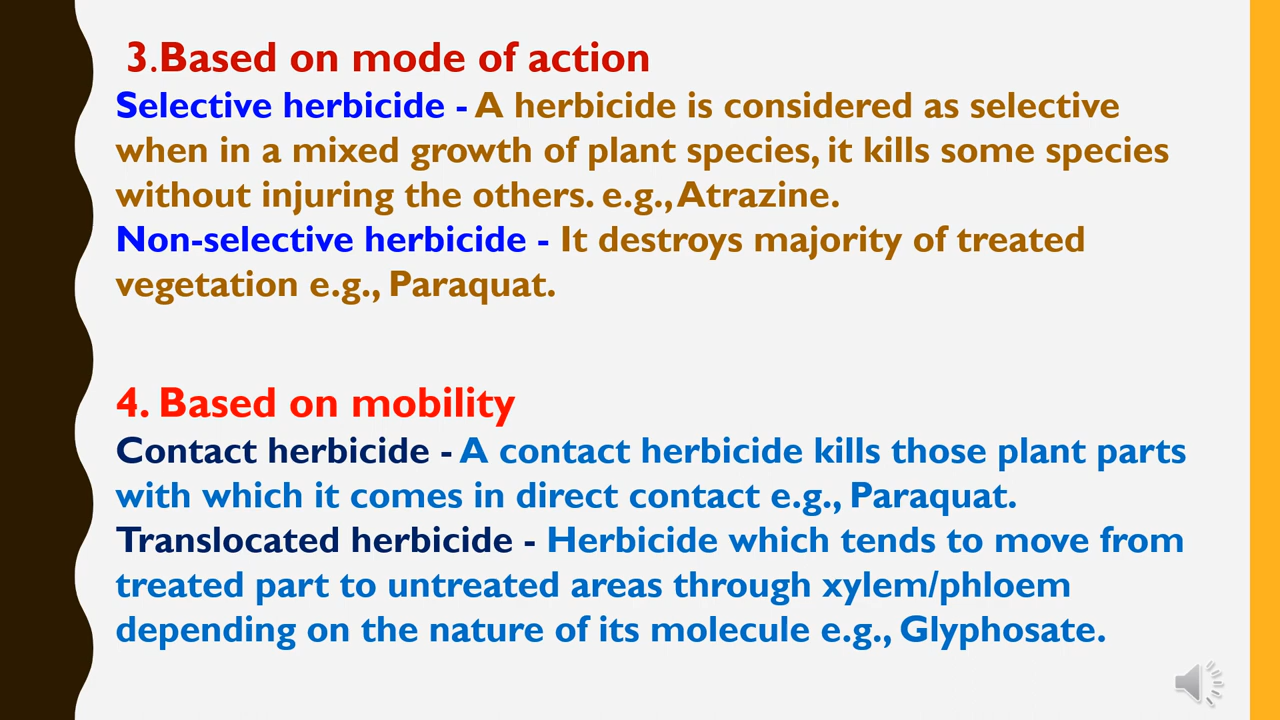 3.Based on mode of action
Selective herbicide - A herbicide is considered as selective
when in a mixed growth of plant species, it kills some species
without injuring the others. e.g., Atrazine.
Non-selective herbicide - It destroys majority of treated
vegetation e.g., Paraquat.
4. Based on mobility
Contact herbicide - A contact herbicide kills those plant parts
with which it comes in direct contact e.g., Paraquat.
Translocated herbicide - Herbicide which tends to move from
treated part to untreated areas through xylem/phloem
depending on the nature of its molecule e.g., Glyphosate.